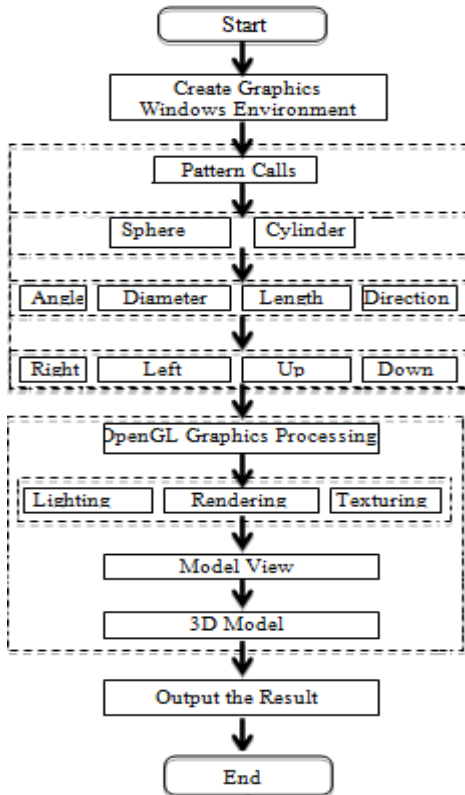 Start
Create Graphics
Windows Environment
Pattern Calls
Sphere Cylinder
Angle Diameter Length Direction
Right Left Up Down
OpenGL Graphics Processing
Lighting Rendering Texturing
Model View
3D Model
Output the Result
End